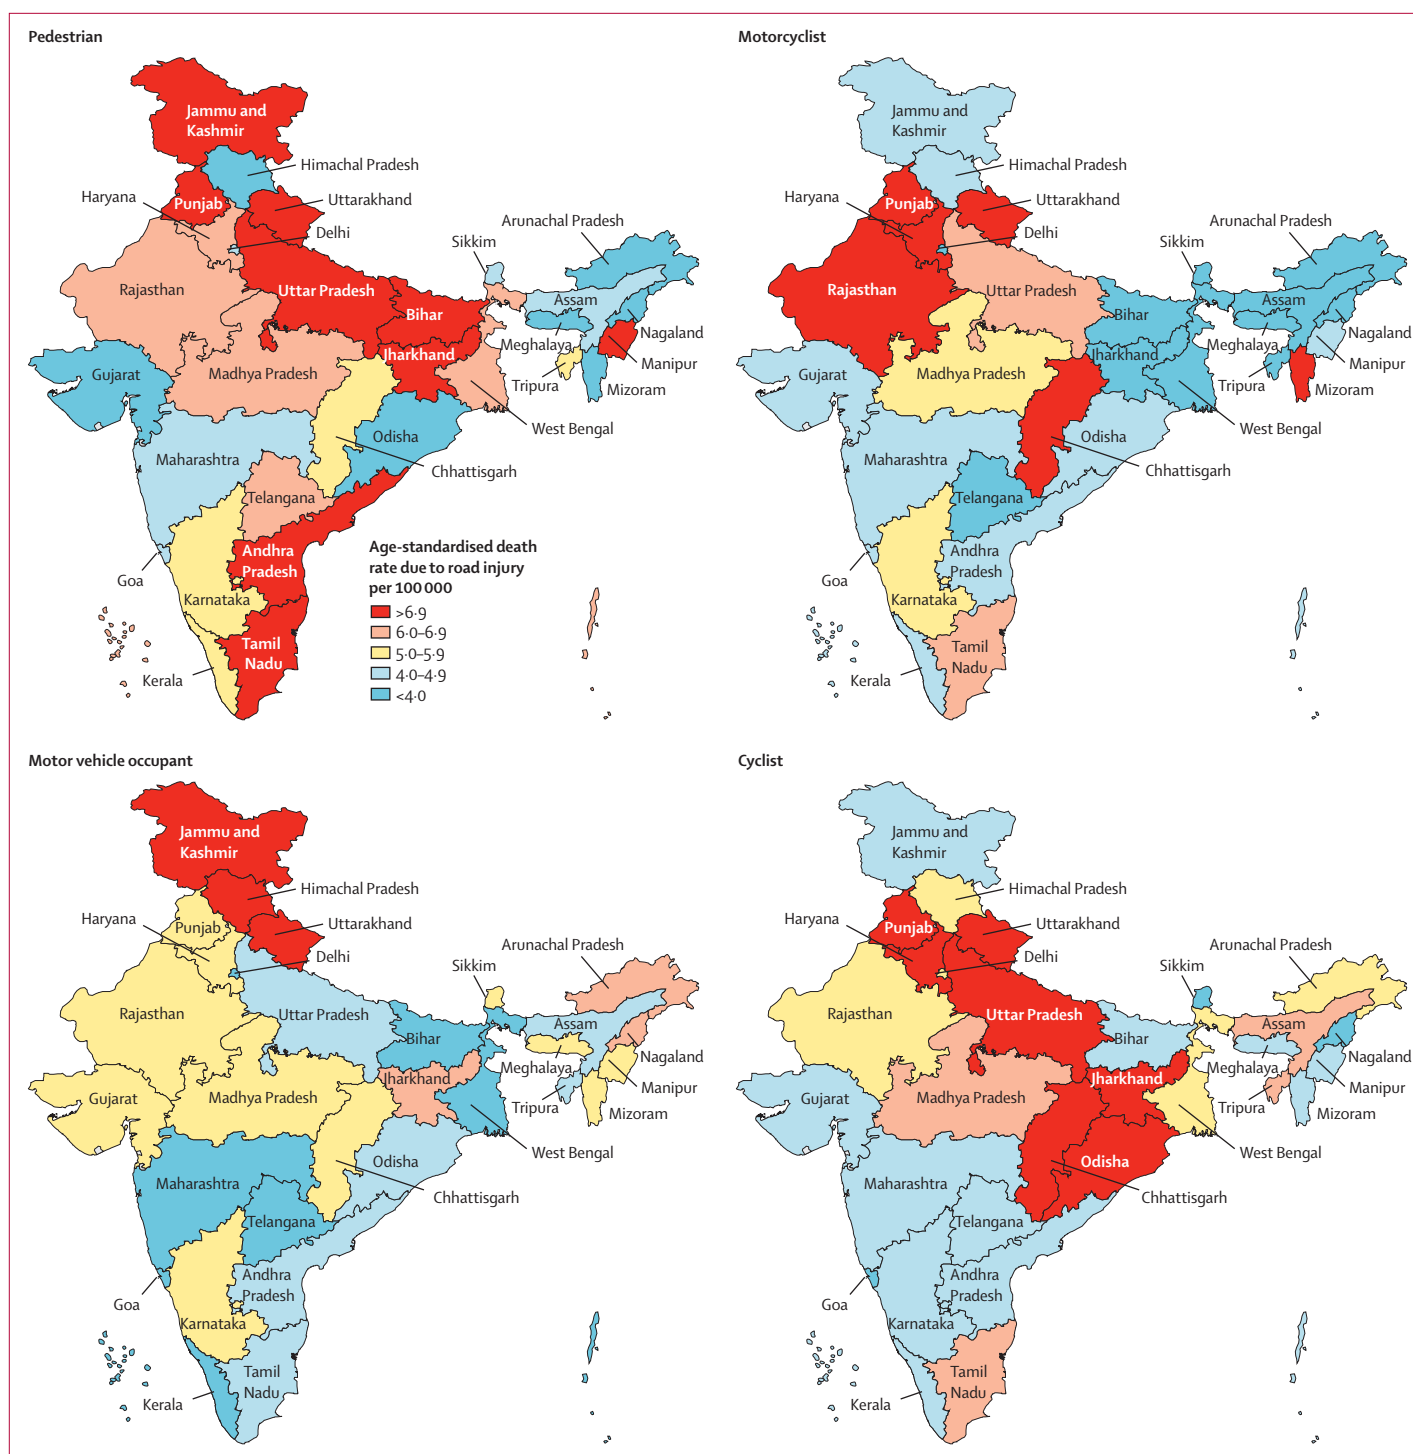 Pedestrian
Jammu and
Kashmir
Himachal Pradesh
Haryana
Punjab
Uttarakhand
Delhi
Arunachal Pradesh
Sikkim
Rajasthan
Uttar Pradesh
Bihar
Assam
Nagaland
Meghalaya
Manipur
Jharkhand
Gujarat
Madhya Pradesh
Tripura
Mizoram
West Bengal
Odisha
Maharashtra
Chhattisgarh
Telangana
Andhra
Pradesh
Goa
Karnataka
Tamil
Nadu
Kerala
Age-standardised death
rate due to road injury
per 100 000
>6·9
6·0–6·9
5·0–5·9
4·0–4·9
<4·0
Motorcyclist
Jammu and
Kashmir
Himachal Pradesh
Haryana
Punjab
Uttarakhand
Delhi
Arunachal Pradesh
Sikkim
Rajasthan
Uttar Pradesh
Bihar
Assam
Nagaland
Meghalaya
Manipur
Jharkhand
Gujarat
Madhya Pradesh
Tripura
Mizoram
West Bengal
Odisha
Maharashtra
Chhattisgarh
Telangana
Andhra
Pradesh
Goa
Karnataka
Tamil
Nadu
Kerala
Motor vehicle occupant
Jammu and
Kashmir
Himachal Pradesh
Haryana
Punjab
Uttarakhand
Delhi
Arunachal Pradesh
Sikkim
Rajasthan
Uttar Pradesh
Bihar
Assam
Nagaland
Meghalaya
Manipur
Jharkhand
Gujarat
Madhya Pradesh
Tripura
Mizoram
West Bengal
Odisha
Maharashtra
Chhattisgarh
Telangana
Andhra
Pradesh
Goa
Karnataka
Tamil
Nadu
Kerala
Cyclist
Jammu and
Kashmir
Himachal Pradesh
Haryana
Punjab
Uttarakhand
Delhi
Arunachal Pradesh
Sikkim
Rajasthan
Uttar Pradesh
Bihar
Assam
Nagaland
Meghalaya
Manipur
Jharkhand
Gujarat
Madhya Pradesh
Tripura
Mizoram
West Bengal
Odisha
Maharashtra
Chhattisgarh
Telangana
Andhra
Pradesh
Goa
Karnataka
Tamil
Nadu
Kerala